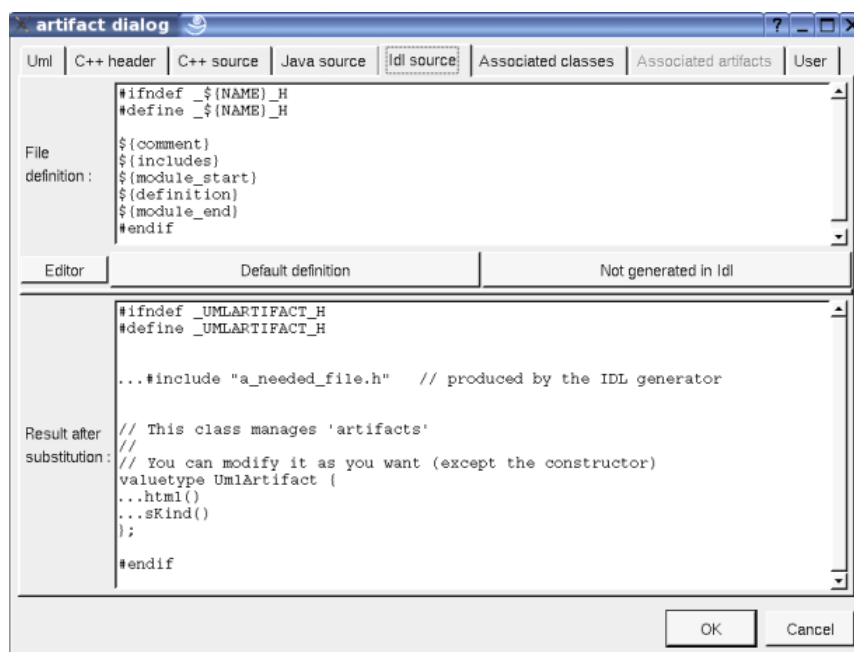 artifact dialog
Uml C++ header C++ source Java source Idl source Associated classes Associated artifacts User
File
definition :
#ifndef _${NAME}_H
#define _${NAME}_H
${comment}
${includes}
${module_start}
${definition}
${module_end}
#endif
Editor Default definition Not generated in Idl
Result after
substitution :
#ifndef _UMLARTIFACT_H
#define _UMLARTIFACT_H
...#include "a_needed_file.h" // produced by the IDL generator
// This class manages 'artifacts'
//
// You can modify it as you want (except the constructor)
valuetype UmlArtifact {
...html()
...sKind()
};
#endif
OK Cancel